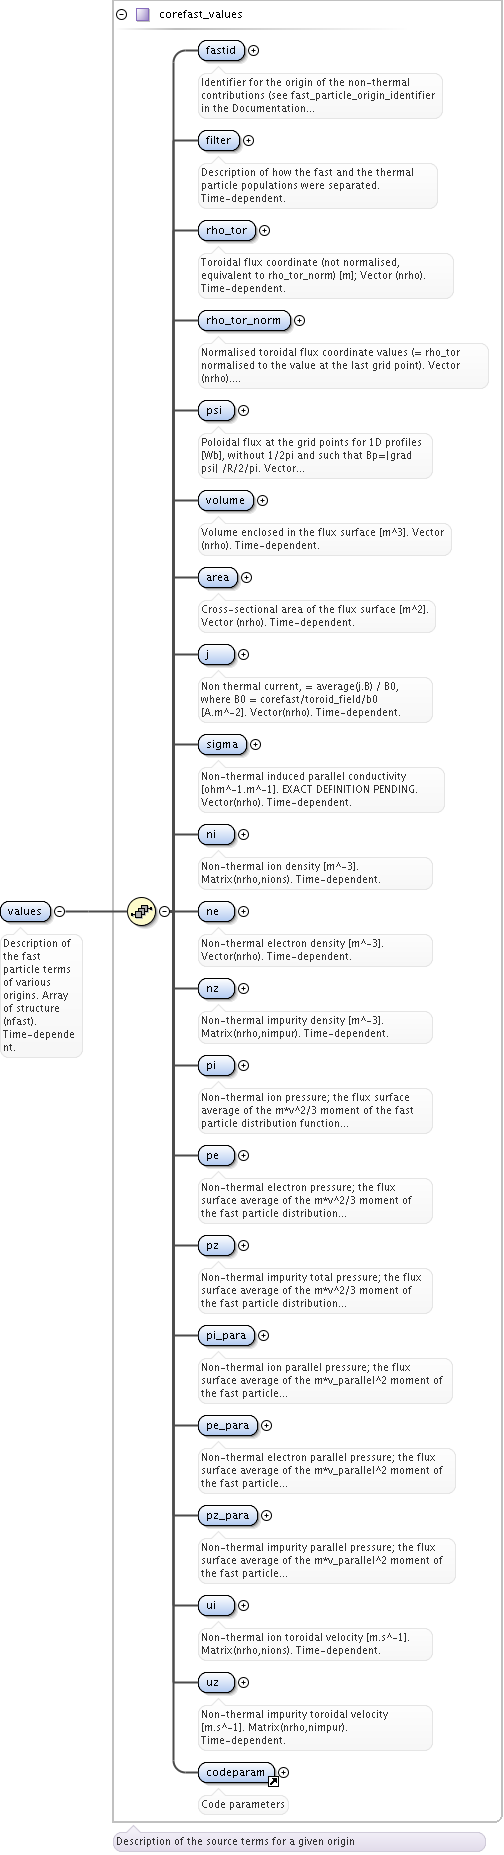 corefast_values
fastid
Identifier for the origin of the non-thermal
contributions (see fast_particle_origin_identifier
in the Documentation...
filter
Description of how the fast and the thermal
particle populations were separated.
Time-dependent.
rho_tor
Toroidal flux coordinate (not normalised,
equivalent to rho_tor_norm) [m]; Vector (nrho).
Time-dependent.
rho_tor_norm
Normalised toroidal flux coordinate values (= rho_tor
normalised to the value at the last grid point). Vector
(nrho)....
psi
Poloidal flux at the grid points for 1D profiles
[Wb], without 1/2pi and such that Bp=|grad
psi| /R/2/pi. Vector...
volume
Volume enclosed in the flux surface [m^3]. Vector
(nrho). Time-dependent.
area
Cross-sectional area of the flux surface [m^2].
Vector (nrho). Time-dependent.
j
Non thermal current, = average(j.B) / B0,
where B0 = corefast/toroid_field/b0
[A.m^-2]. Vector(nrho). Time-dependent.
sigma
Non-thermal induced parallel conductivity
[ohm^-1.m^-1]. EXACT DEFINITION PENDING.
Vector(nrho). Time-dependent.
ni
Non-thermal ion density [m^-3].
Matrix(nrho,nions). Time-dependent.
values
Description of
the fast
particle terms
of various
origins. Array
of structure
(nfast).
Time-depende
nt.
ne
Non-thermal electron density [m^-3].
Vector(nrho). Time-dependent.
nz
Non-thermal impurity density [m^-3].
Matrix(nrho,nimpur). Time-dependent.
pi
Non-thermal ion pressure; the flux surface
average of the m*v^2/3 moment of the fast
particle distribution function...
pe
Non-thermal electron pressure; the flux
surface average of the m*v^2/3 moment of
the fast particle distribution...
pz
Non-thermal impurity total pressure; the flux
surface average of the m*v^2/3 moment of
the fast particle distribution...
pi_para
Non-thermal ion parallel pressure; the flux
surface average of the m*v_parallel^2 moment of
the fast particle...
pe_para
Non-thermal electron parallel pressure; the flux
surface average of the m*v_parallel^2 moment of
the fast particle...
pz_para
Non-thermal impurity parallel pressure; the flux
surface average of the m*v_parallel^2 moment of
the fast particle...
ui
Non-thermal ion toroidal velocity [m.s^-1].
Matrix(nrho,nions). Time-dependent.
uz
Non-thermal impurity toroidal velocity
[m.s^-1]. Matrix(nrho,nimpur).
Time-dependent.
codeparam
Code parameters
Description of the source terms for a given origin